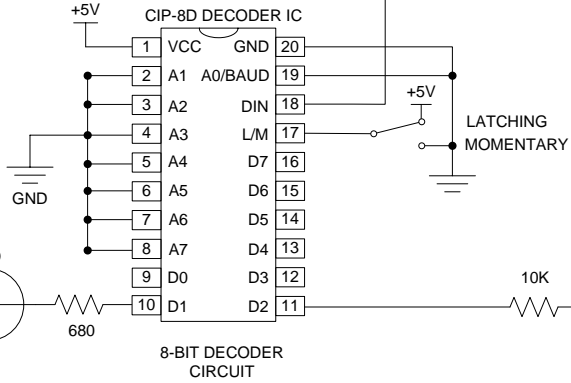 +5V
CIP-8D DECODER IC
1 VCC GND 20
2 A1 A0/BAUD 19
3 A2 DIN 18
4 A3 L/M 17
5 A4 D7 16
6 A5 D6 15
7 A6 D5 14
8 A7 D4 13
9 D0 D3 12
10 D1 D2 11
+5V
LATCHING
MOMENTARY
GND
680
10K
8-BIT DECODER
CIRCUIT